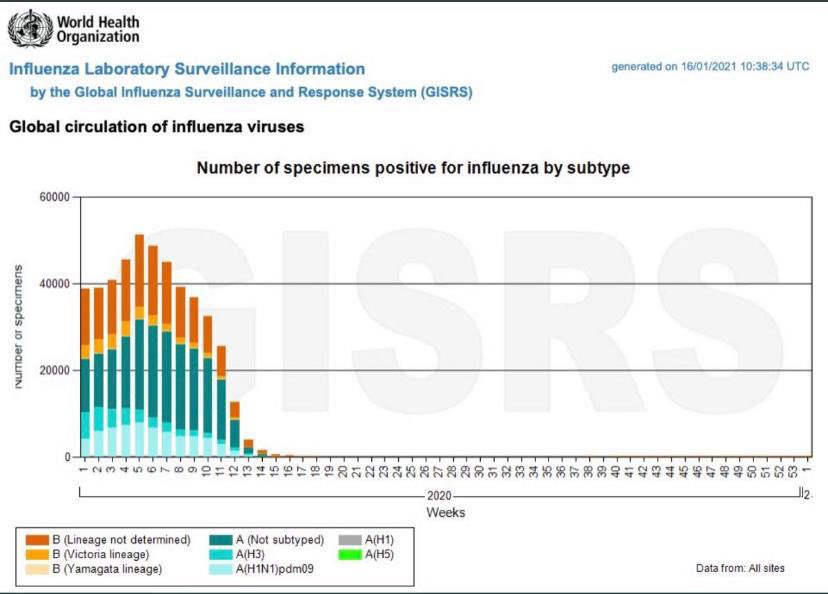 World Health
Organization
Influenza Laboratory Surveillance Information
generated on 16/01/2021 10:38:34 UTC
by the Global Influenza Surveillance and Response System (GISRS)
Global circulation of influenza viruses
Number of specimens positive for influenza by subtype
GISRS
Number of specimens
60000
40000
20000
0
1 2 3 4 5 6 7 8 9 10 11 12 13 14 15 16 17 18 19 20 21 22 23 24 25 26 27 28 29 30 31 32 33 34 35 36 37 38 39 40 41 42 43 44 45 46 47 48 49 50 51 52 53 1
2020 2
Weeks
B (Lineage not determined) A (Not subtyped) A(H1)
B (Victoria lineage) A(H3) A(H5)
B (Yamagata lineage) A(H1N1)pdm09
Data from: All sites